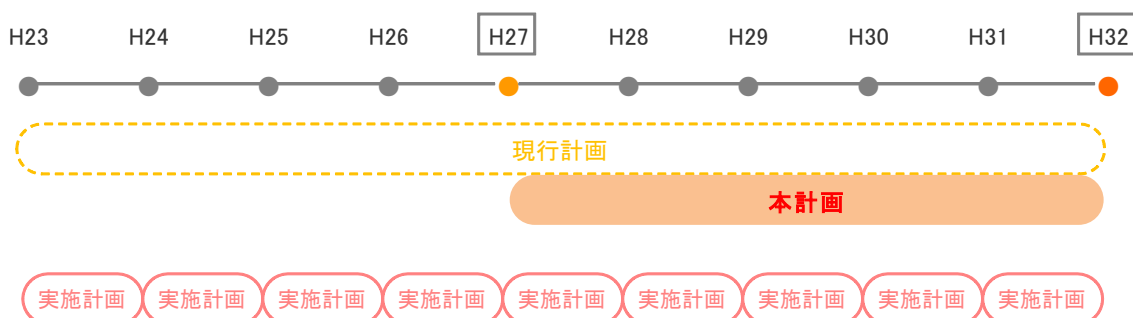 H23 H24 H25 H26 H27 H28 H29 H30 H31 H32
現行計画
本計画
実施計画 実施計画 実施計画 実施計画 実施計画 実施計画 実施計画 実施計画 実施計画